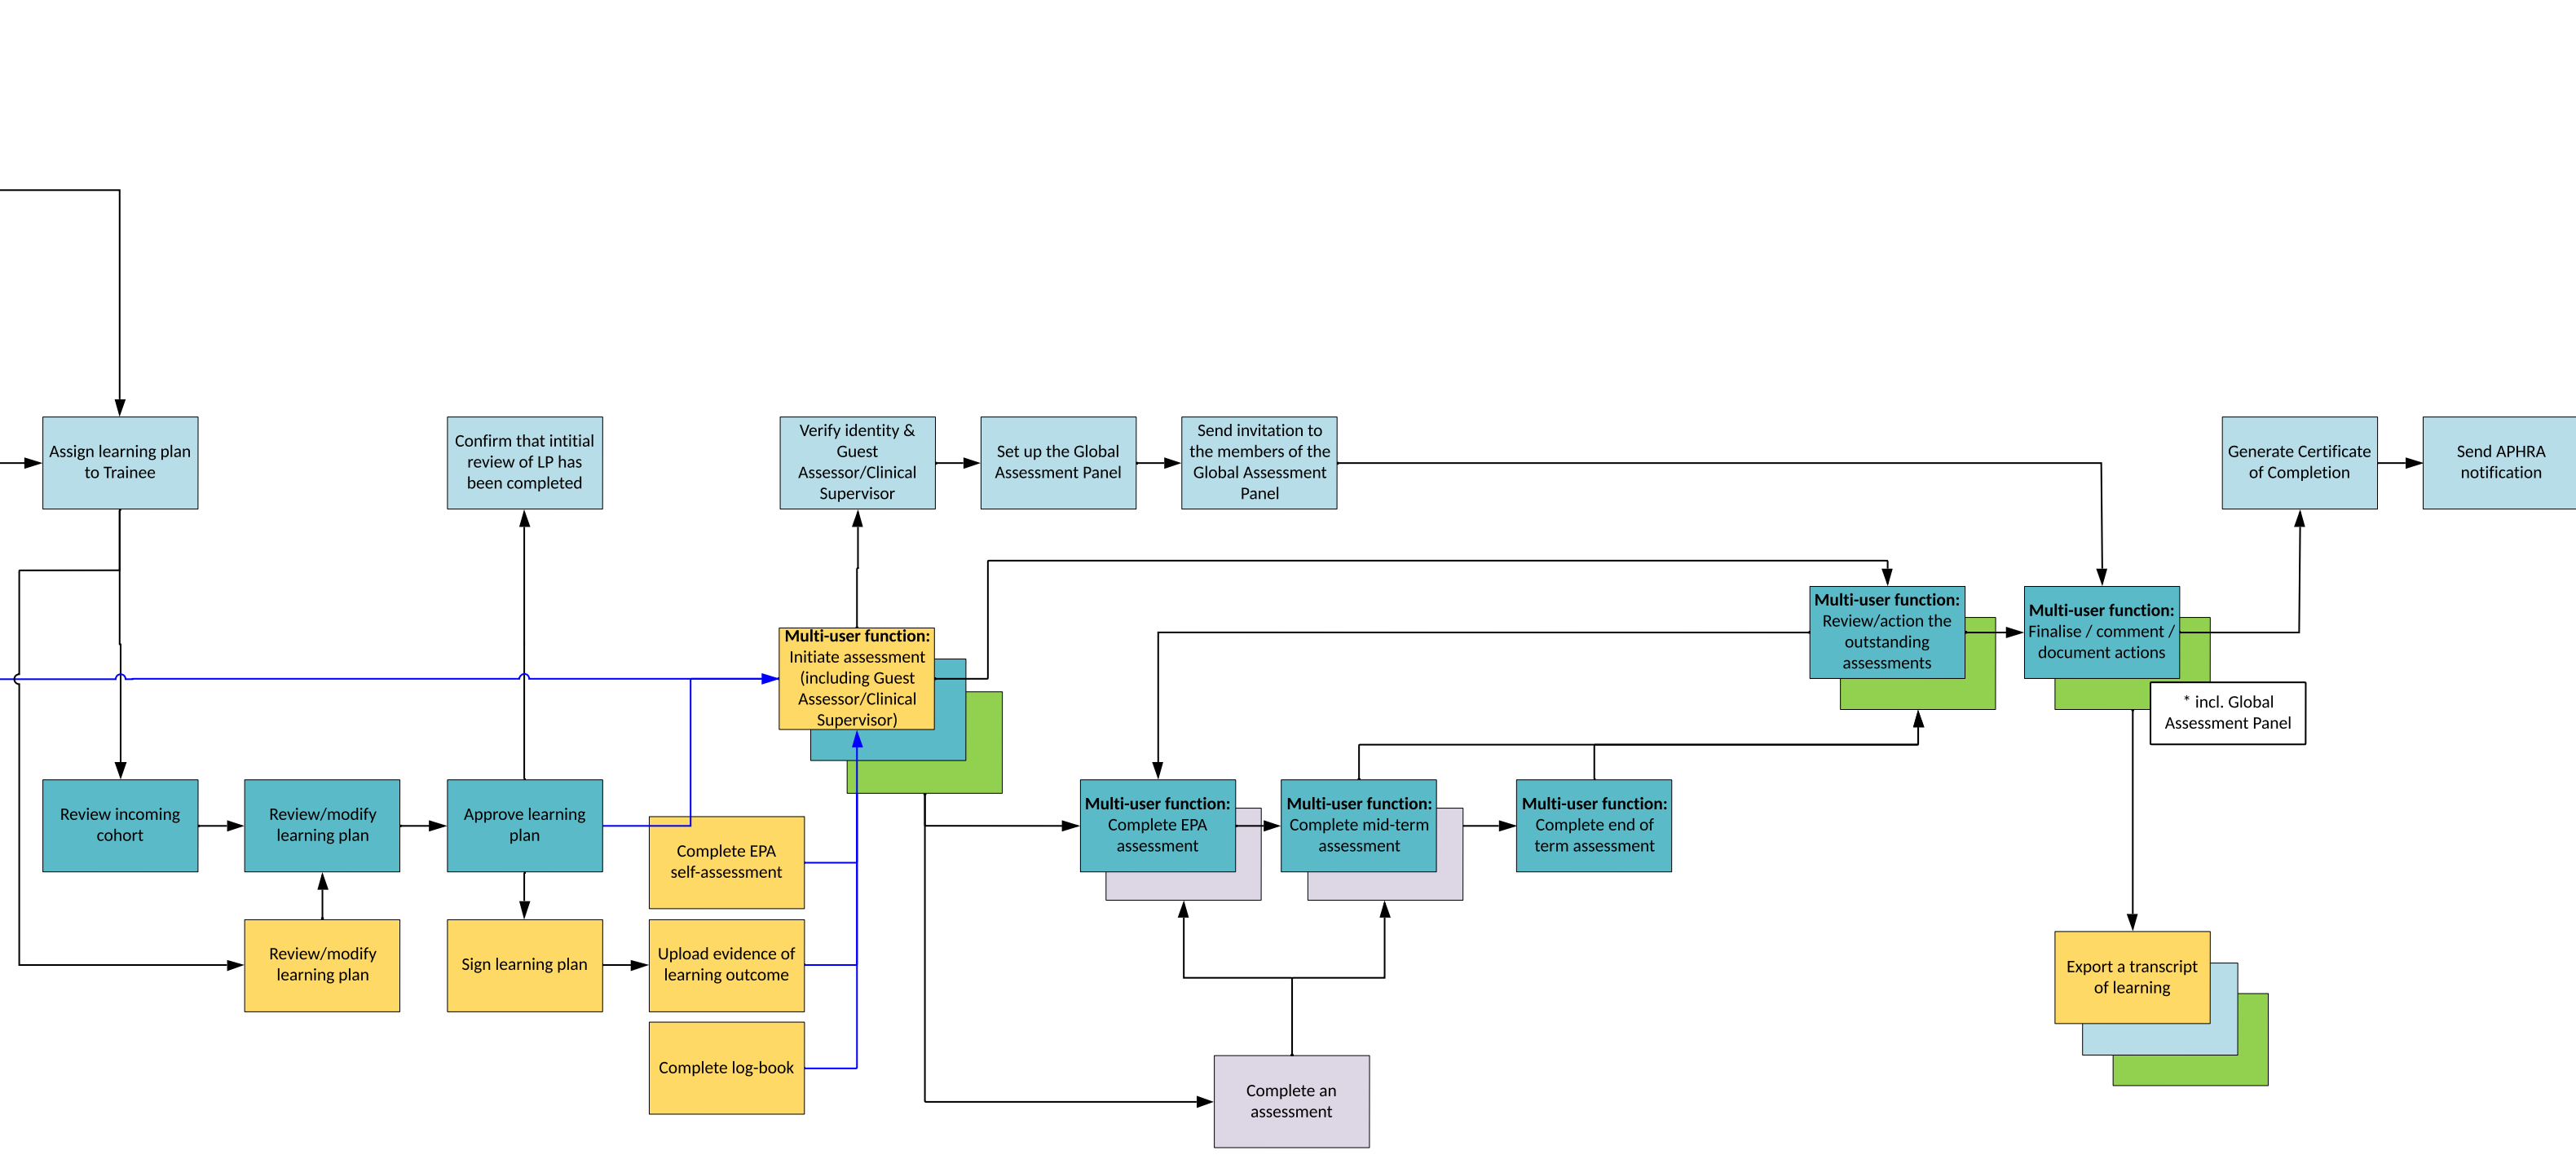 Assign learning plan
to Trainee
Confirm that intitial
review of LP has
been completed
Verify identity &
Guest
Assessor/Clinical
Supervisor
Set up the Global
Assessment Panel
Send invitation to
the members of the
Global Assessment
Panel
Generate Certificate
of Completion
Send APHRA
notification
Multi-user function:
Initiate assessment
(including Guest
Assessor/Clinical
Supervisor)
Multi-user function:
Review/action the
outstanding
assessments
Multi-user function:
Finalise / comment /
document actions
* incl. Global
Assessment Panel
Review incoming
cohort
Review/modify
learning plan
Approve learning
plan
Complete EPA
self-assessment
Multi-user function:
Complete EPA
assessment
Multi-user function:
Complete mid-term
assessment
Multi-user function:
Complete end of
term assessment
Review/modify
learning plan
Sign learning plan
Upload evidence of
learning outcome
Export a transcript
of learning
Complete log-book
Complete an
assessment